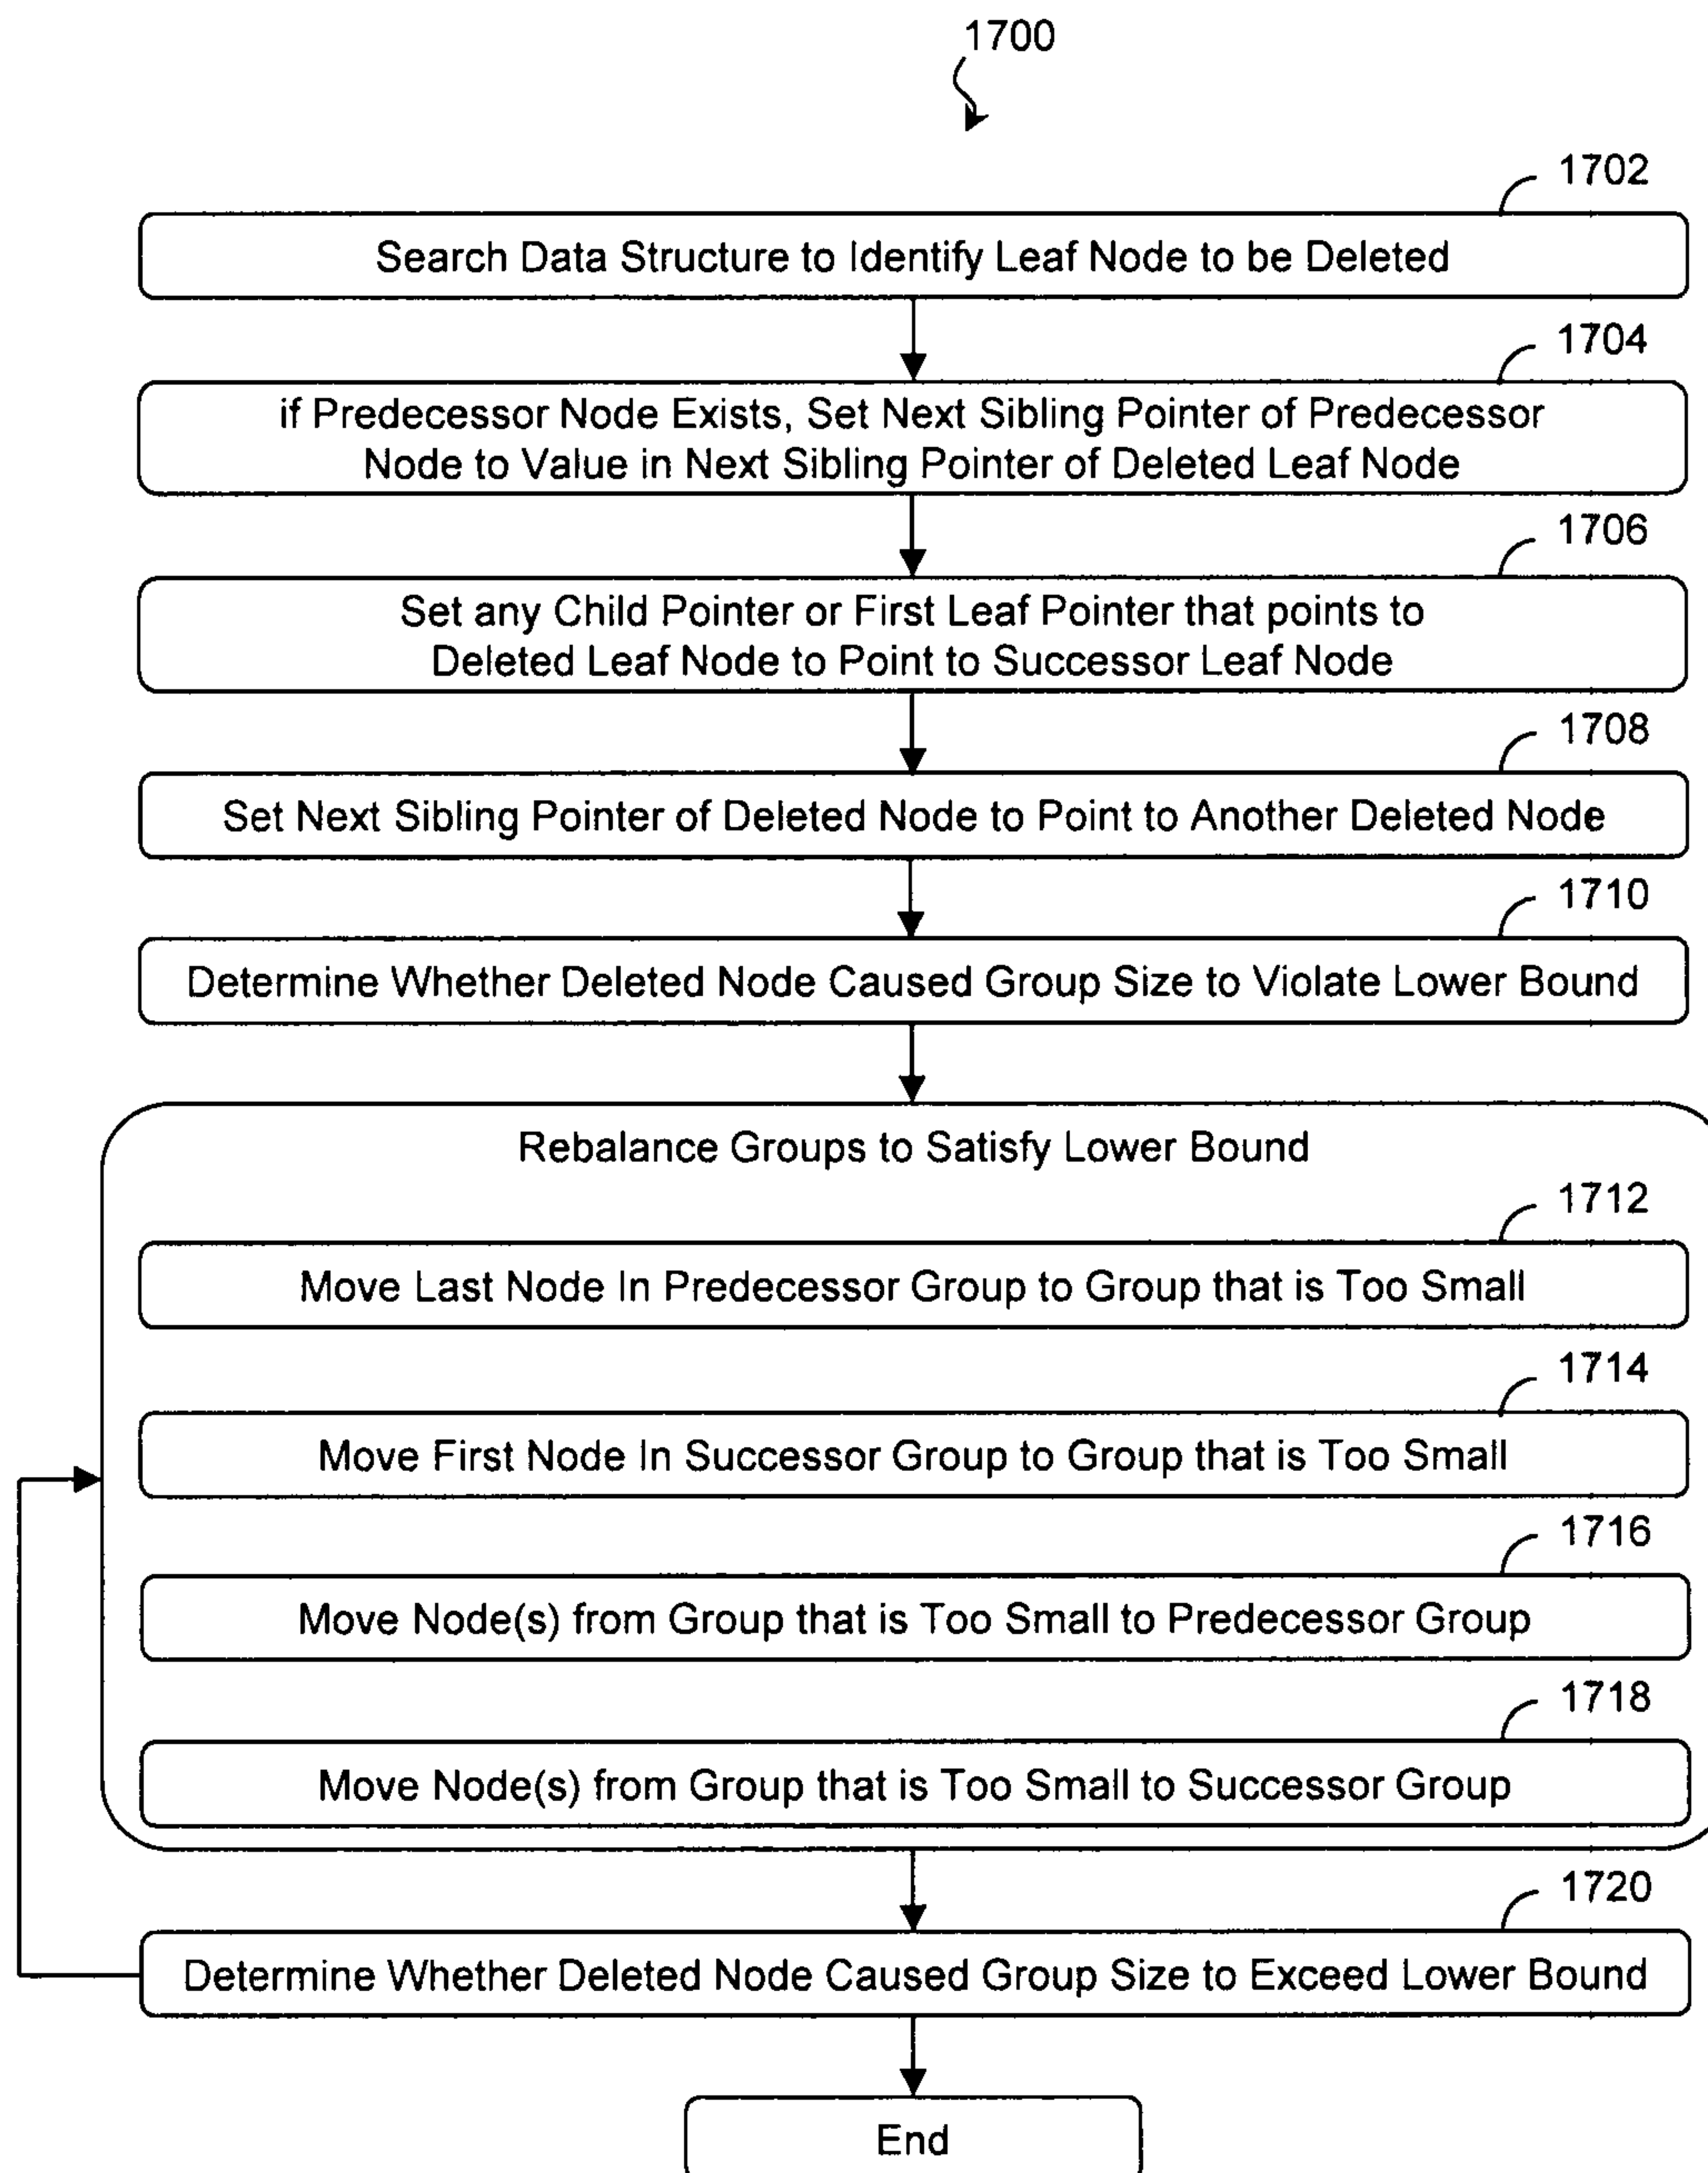 1700
1702
Search Data Structure to Identify Leaf Node to be Deleted
1704
if Predecessor Node Exists, Set Next Sibling Pointer of Predecessor
Node to Value in Next Sibling Pointer of Deleted Leaf Node
1706
Set any Child Pointer or First Leaf Pointer that points to
Deleted Leaf Node to Point to Successor Leaf Node
1708
Set Next Sibling Pointer of Deleted Node to Point to Another Deleted Node
1710
Determine Whether Deleted Node Caused Group Size to Violate Lower Bound
Rebalance Groups to Satisfy Lower Bound
1712
Move Last Node In Predecessor Group to Group that is Too Small
1714
Move First Node In Successor Group to Group that is Too Small
1716
Move Node(s) from Group that is Too Small to Predecessor Group
1718
Move Node(s) from Group that is Too Small to Successor Group
1720
Determine Whether Deleted Node Caused Group Size to Exceed Lower Bound
End